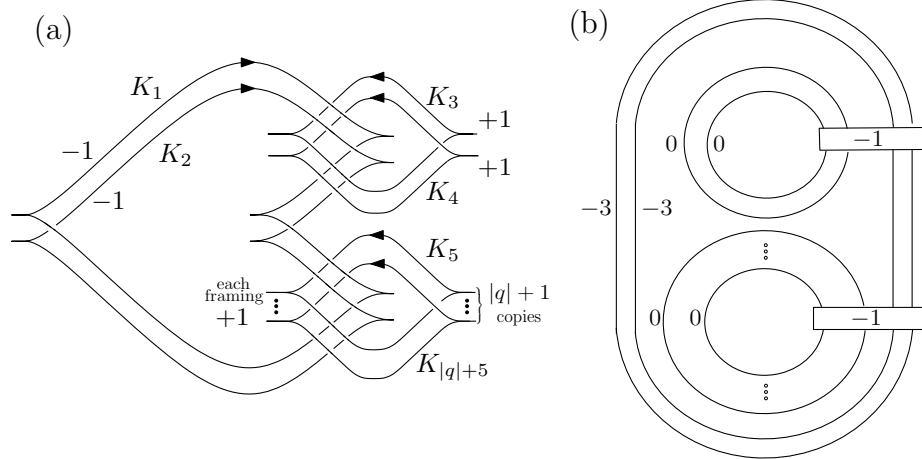 (a)
(b)
K₁
K₃
+1
−1
K₂
−1
0
0
−1
+1
K₄
−3
−3
K₅
each
framing
+1
|q| + 1
copies
0
0
−1
K_{|q|+5}